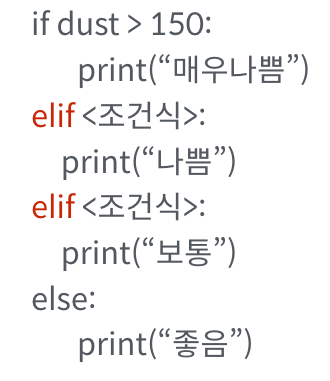 if dust > 150:
print(“매우나쁨”)
elif <조건식>:
print(“나쁨”)
elif <조건식>:
print(“보통”)
else:
print(“좋음”)